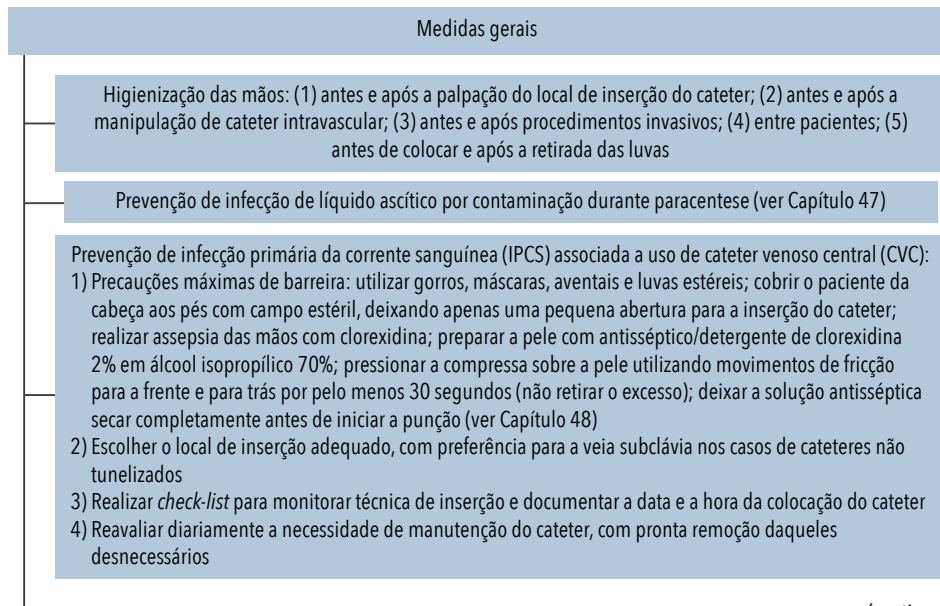 Medidas gerais
Higienização das mãos: (1) antes e após a palpação do local de inserção do cateter; (2) antes e após a
manipulação de cateter intravascular; (3) antes e após procedimentos invasivos; (4) entre pacientes; (5)
antes de colocar e após a retirada das luvas
Prevenção de infecção de líquido ascítico por contaminação durante paracentese (ver Capítulo 47)
Prevenção de infecção primária da corrente sanguínea (IPCS) associada a uso de cateter venoso central (CVC):
1) Precauções máximas de barreira: utilizar gorros, máscaras, aventais e luvas estéreis; cobrir o paciente da
cabeça aos pés com campo estéril, deixando apenas uma pequena abertura para a inserção do cateter;
realizar assepsia das mãos com clorexidina; preparar a pele com antisséptico/detergente de clorexidina
2% em álcool isopropílico 70%; pressionar a compressa sobre a pele utilizando movimentos de fricção
para a frente e para trás por pelo menos 30 segundos (não retirar o excesso); deixar a solução antisséptica
secar completamente antes de iniciar a punção (ver Capítulo 48)
2) Escolher o local de inserção adequado, com preferência para a veia subclávia nos casos de cateteres não
tunelizados
3) Realizar check-list para monitorar técnica de inserção e documentar a data e a hora da colocação do cateter
4) Reavaliar diariamente a necessidade de manutenção do cateter, com pronta remoção daqueles
desnecessários